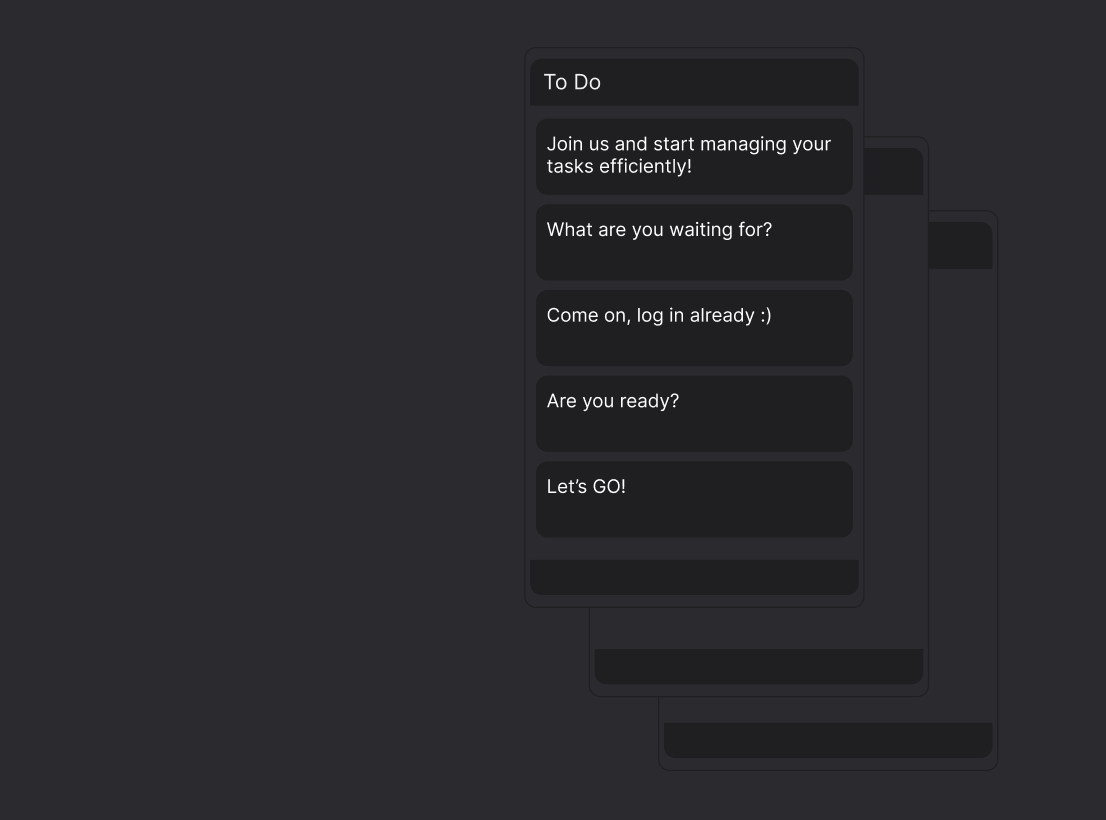 To Do
Join us and start managing your
tasks efficiently!
What are you waiting for?
Come on, log in already :)
Are you ready?
Let’s GO!